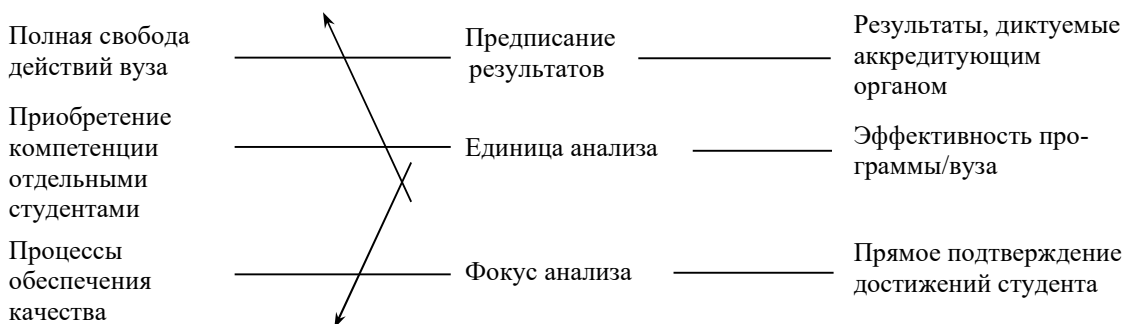 Полная свобода
действий вуза
Предписание
результатов
Результаты, диктуемые
аккредитующим
органом
Приобретение
компетенции
отдельными
студентами
Единица анализа
Эффективность про-
граммы/вуза
Процессы
обеспечения
качества
Фокус анализа
Прямое подтверждение
достижений студента